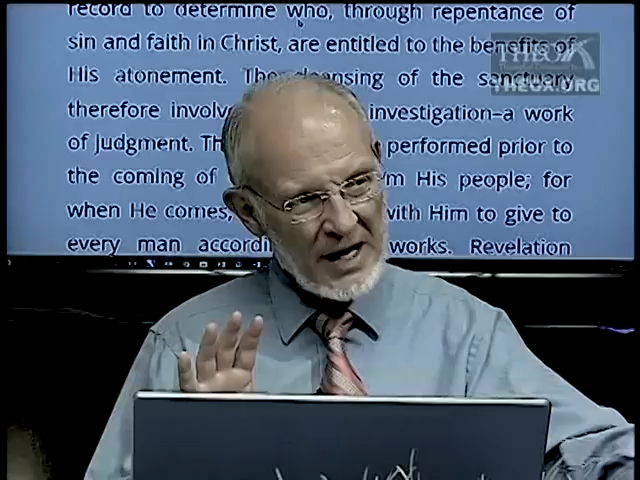 record to determine who, through repentance of
sin and faith in Christ, are entitled to the benefits of
His atonement. The cleansing of the sanctuary
therefore involv investigation–a work
of judgment. Th performed prior to
the coming of m His people; for
when He comes, with Him to give to
every man accordi works. Revelation
THEOX
THEOX.ORG